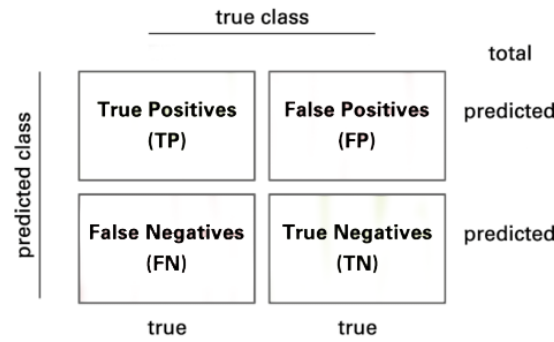 true class
total
predicted class
True Positives
(TP)
False Positives
(FP)
predicted
False Negatives
(FN)
True Negatives
(TN)
predicted
true
true